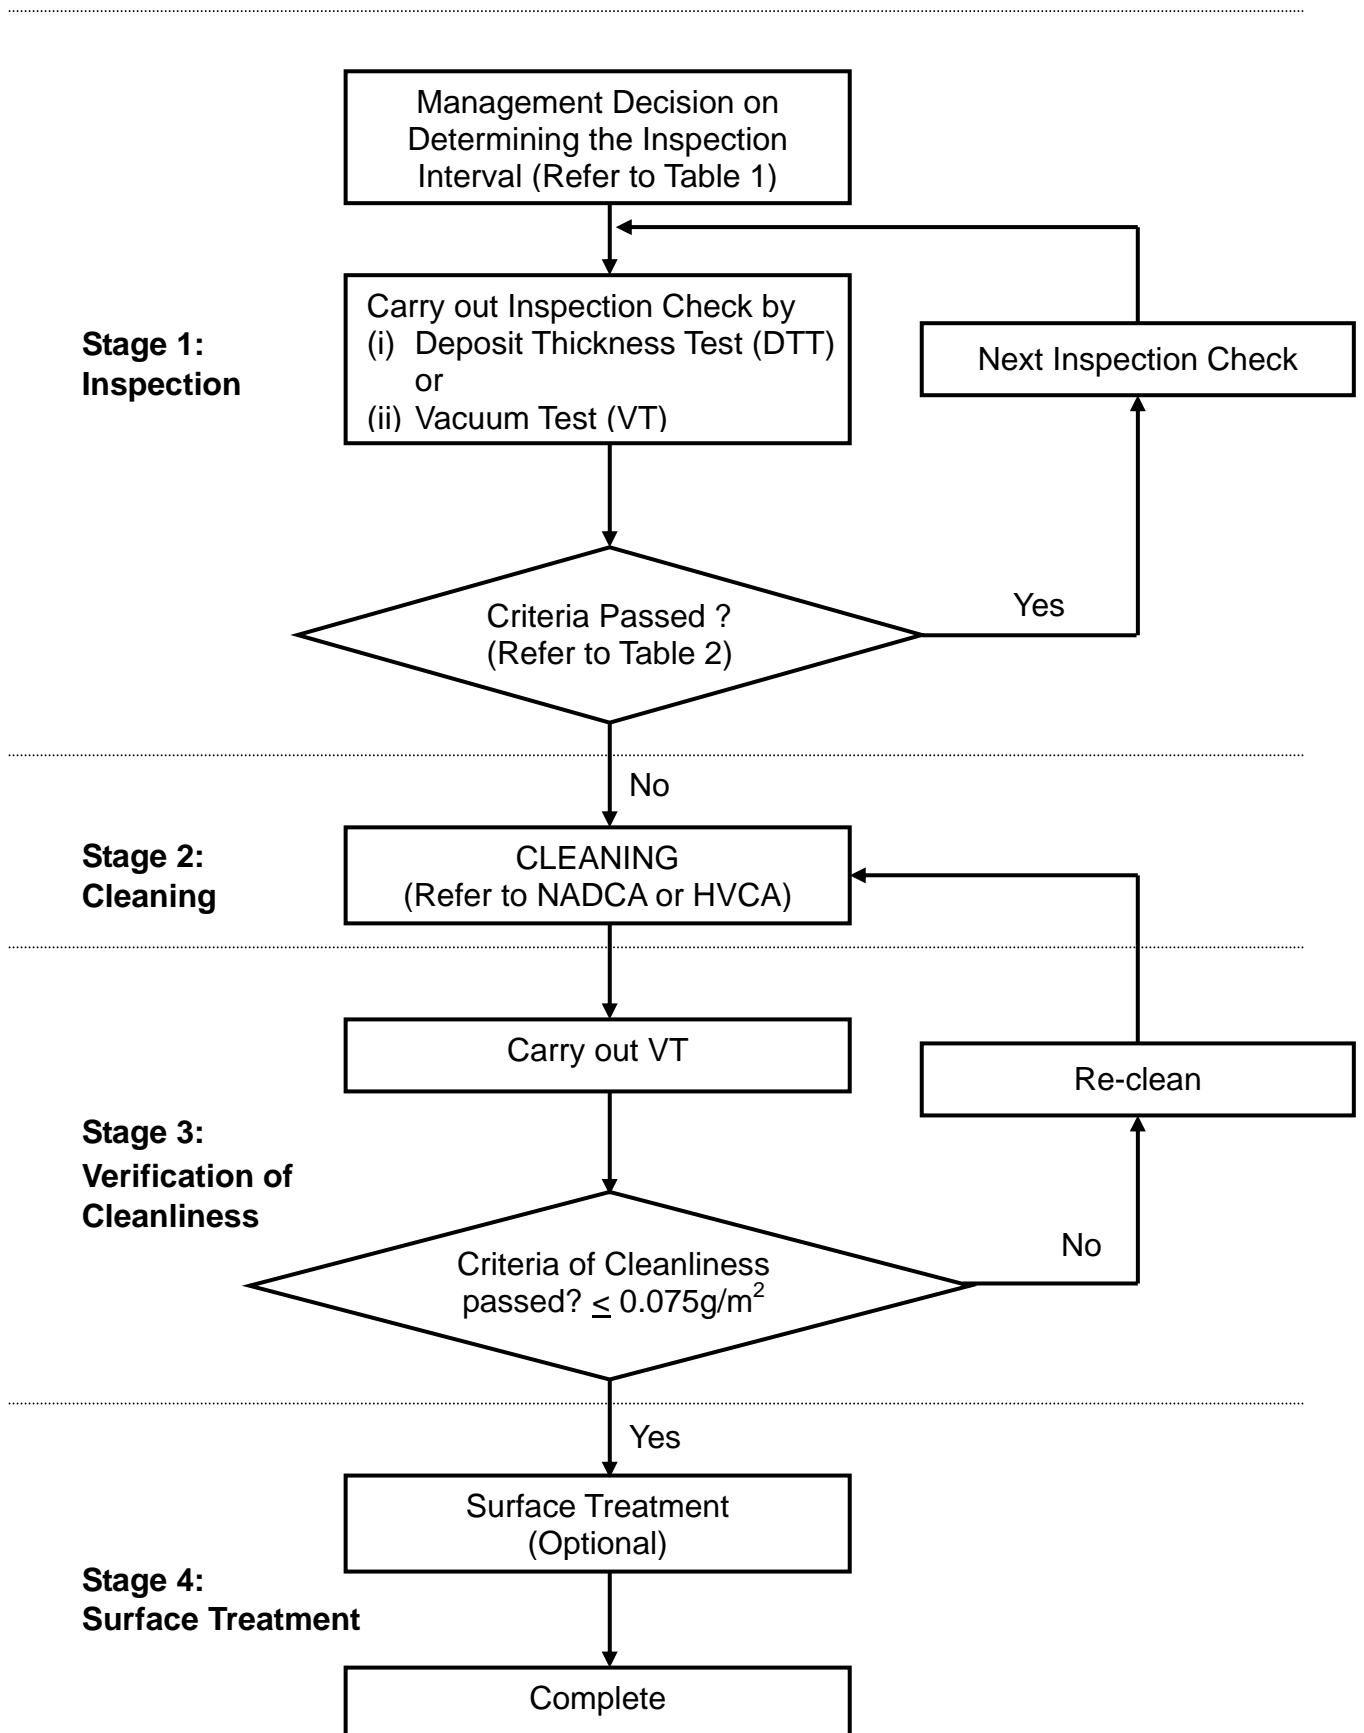 Management Decision on
Determining the Inspection
Interval (Refer to Table 1)
Stage 1:
Inspection
Carry out Inspection Check by
(i) Deposit Thickness Test (DTT)
or
(ii) Vacuum Test (VT)
Next Inspection Check
Criteria Passed ?
(Refer to Table 2)
Yes
No
Stage 2:
Cleaning
CLEANING
(Refer to NADCA or HVCA)
Carry out VT
Re-clean
Stage 3:
Verification of
Cleanliness
Criteria of Cleanliness
passed? ≤ 0.075g/m²
No
Yes
Surface Treatment
(Optional)
Stage 4:
Surface Treatment
Complete